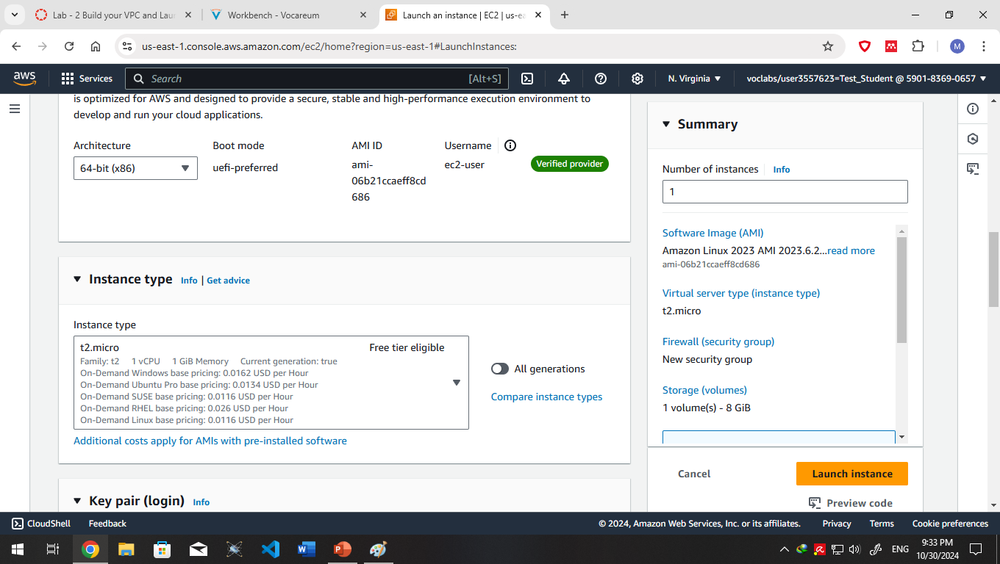 Lab - 2 Build your VPC and Lau
Workbench - Vocareum
Launch an instance | EC2 | us-ea
us-east-1.console.aws.amazon.com/ec2/home?region=us-east-1#LaunchInstances:
M
aws
Services
Search
[Alt+S]
N. Virginia
voclabs/user3557623=Test_Student @ 5901-8369-0657
is optimized for AWS and designed to provide a secure, stable and high-performance execution environment to
develop and run your cloud applications.
Architecture
Boot mode
AMI ID
Username
64-bit (x86)
uefi-preferred
ami-
06b21ccaeff8cd
686
ec2-user
Verified provider
Instance type
Info | Get advice
Instance type
t2.micro
Free tier eligible
Family: t2 1 vCPU 1 GiB Memory Current generation: true
On-Demand Windows base pricing: 0.0162 USD per Hour
On-Demand Ubuntu Pro base pricing: 0.0134 USD per Hour
On-Demand SUSE base pricing: 0.0116 USD per Hour
On-Demand RHEL base pricing: 0.026 USD per Hour
On-Demand Linux base pricing: 0.0116 USD per Hour
All generations
Compare instance types
Additional costs apply for AMIs with pre-installed software
Key pair (login)
Info
Summary
Number of instances
Info
1
Software Image (AMI)
Amazon Linux 2023 AMI 2023.6.2...read more
ami-06b21ccaeff8cd686
Virtual server type (instance type)
t2.micro
Firewall (security group)
New security group
Storage (volumes)
1 volume(s) - 8 GiB
Cancel
Launch instance
Preview code
CloudShell
Feedback
© 2024, Amazon Web Services, Inc. or its affiliates.
Privacy
Terms
Cookie preferences
ENG
9:33 PM
10/30/2024